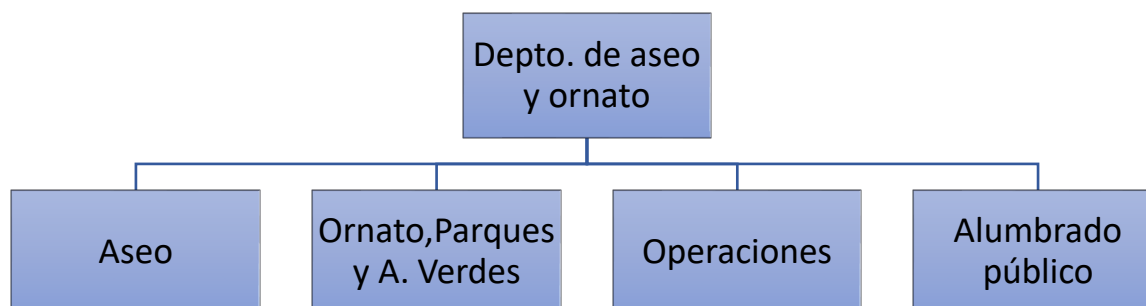 Depto. de aseo
y ornato
Aseo
Ornato,Parques
y A. Verdes
Operaciones
Alumbrado
público